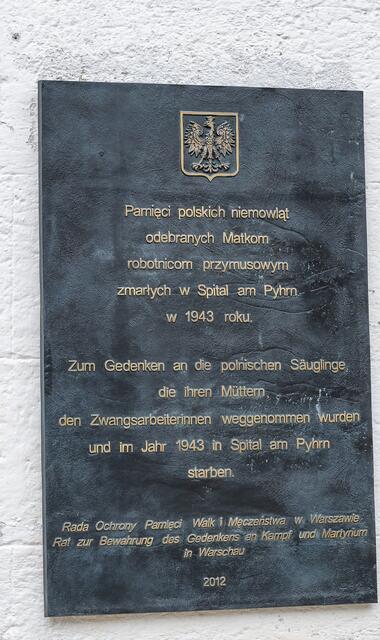 Pamięci polskich niemowląt
odebranych Matkom
robotnicom przymusowym
zmarłych w Spital am Pyhrn
w 1943 roku.
Zum Gedenken an die polnischen Säuglinge,
die ihren Müttern,
den Zwangsarbeiterinnen weggenommen wurden
und im Jahr 1943 in Spital am Pyhrn
starben.
Rada Ochrony Pamięci Walk i Męczeństwa w Warszawie
Rat zur Bewahrung des Gedenkens an Kampf und Martyrium
in Warschau
2012